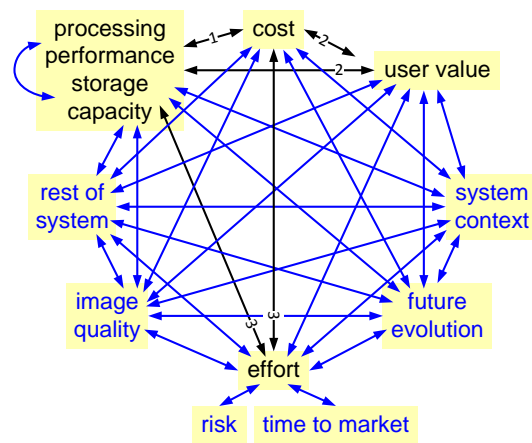 processing
performance
storage
capacity
1
cost
2
2
user value
rest of
system
system
context
image
quality
3
3
future
evolution
effort
risk
time to market